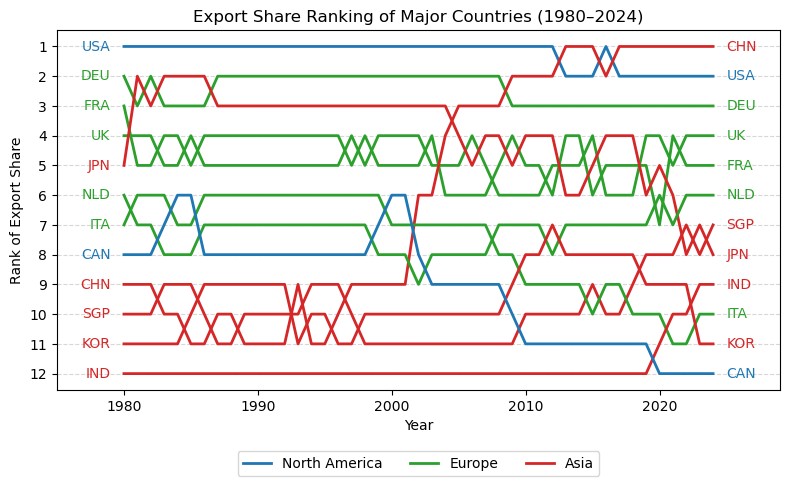 Export Share Ranking of Major Countries (1980–2024)
Rank of Export Share
1 USA CHN
2 DEU USA
3 FRA DEU
4 UK UK
5 JPN FRA
6 NLD NLD
7 ITA SGP
8 CAN JPN
9 CHN IND
10 SGP ITA
11 KOR KOR
12 IND CAN
1980 1990 2000 2010 2020
Year
North America Europe Asia